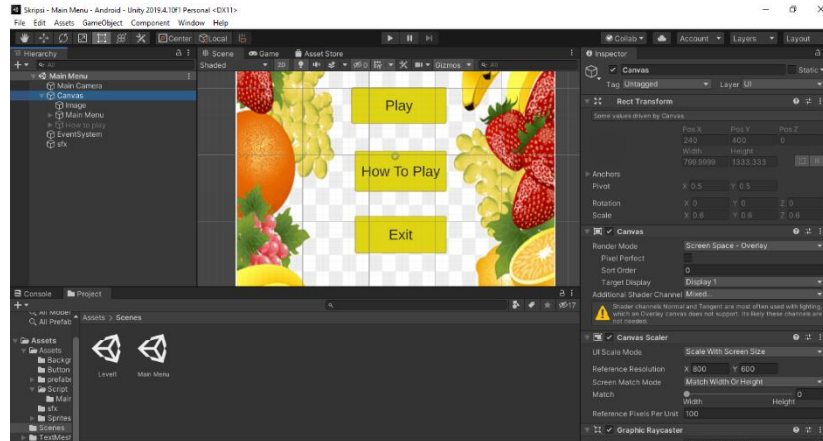 Skripsi - Main Menu - Android - Unity 2019.4.10f1 Personal <DX11>
File Edit Assets GameObject Component Window Help
Center Local
Collab Account Layers Layout
Hierarchy
All
Main Menu
Main Camera
Canvas
Image
Main Menu
How to play
EventSystem
sfx
Scene Game Asset Store
Shaded 2D Gizmos All
Play
How To Play
Exit
Inspector
Canvas Static
Tag Untagged Layer UI
Rect Transform
Some values driven by Canvas.
Pos X Pos Y Pos Z
240 400 0
Width Height
799.9999 1333.333
R
Anchors
Pivot X 0.5 Y 0.5
Rotation X 0 Y 0 Z 0
Scale X 0.6 Y 0.6 Z 0.6
Canvas
Render Mode Screen Space - Overlay
Pixel Perfect
Sort Order 0
Target Display Display 1
Additional Shader Channel Mixed...
Shader channels Normal and Tangent are most often used with lighting, which an Overlay canvas does not support. Its likely these channels are not needed.
Canvas Scaler
UI Scale Mode Scale With Screen Size
Reference Resolution X 800 Y 600
Screen Match Mode Match Width Or Height
Match 0
Width Height
Reference Pixels Per Unit 100
Graphic Raycaster
Console Project
17
All Model
All Prefab
Assets
Assets
Backgr
Button
prefabs
Script
Mair
sfx
Sprites
Scenes
TextMesh
Assets > Scenes
Level1 Main Menu